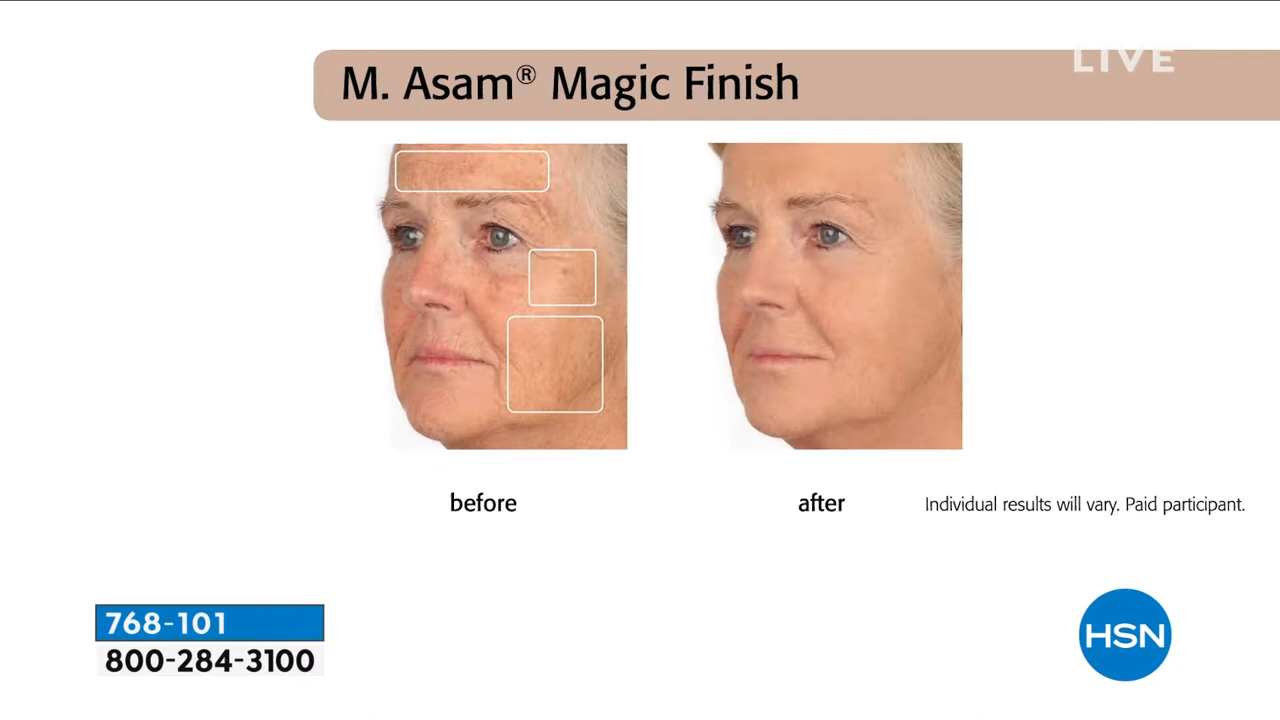 LIVE
M. Asam® Magic Finish
before
after
Individual results will vary. Paid participant.
768-101
800-284-3100
HSN